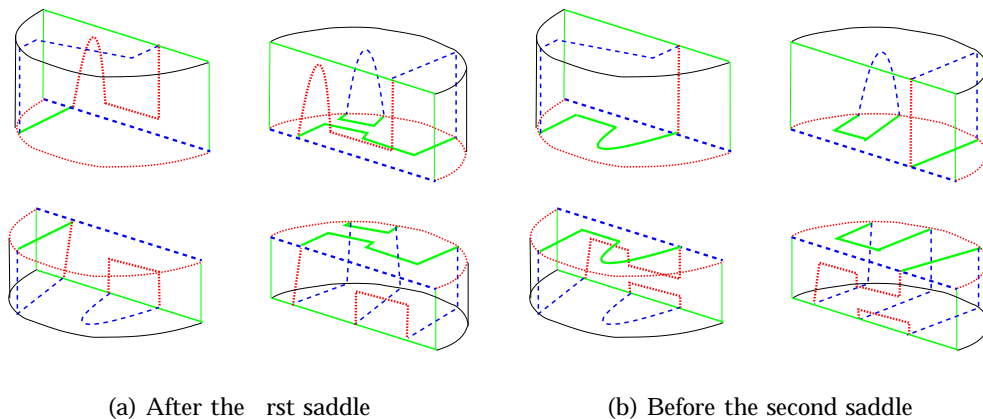 (a) After the rst saddle
(b) Before the second saddle